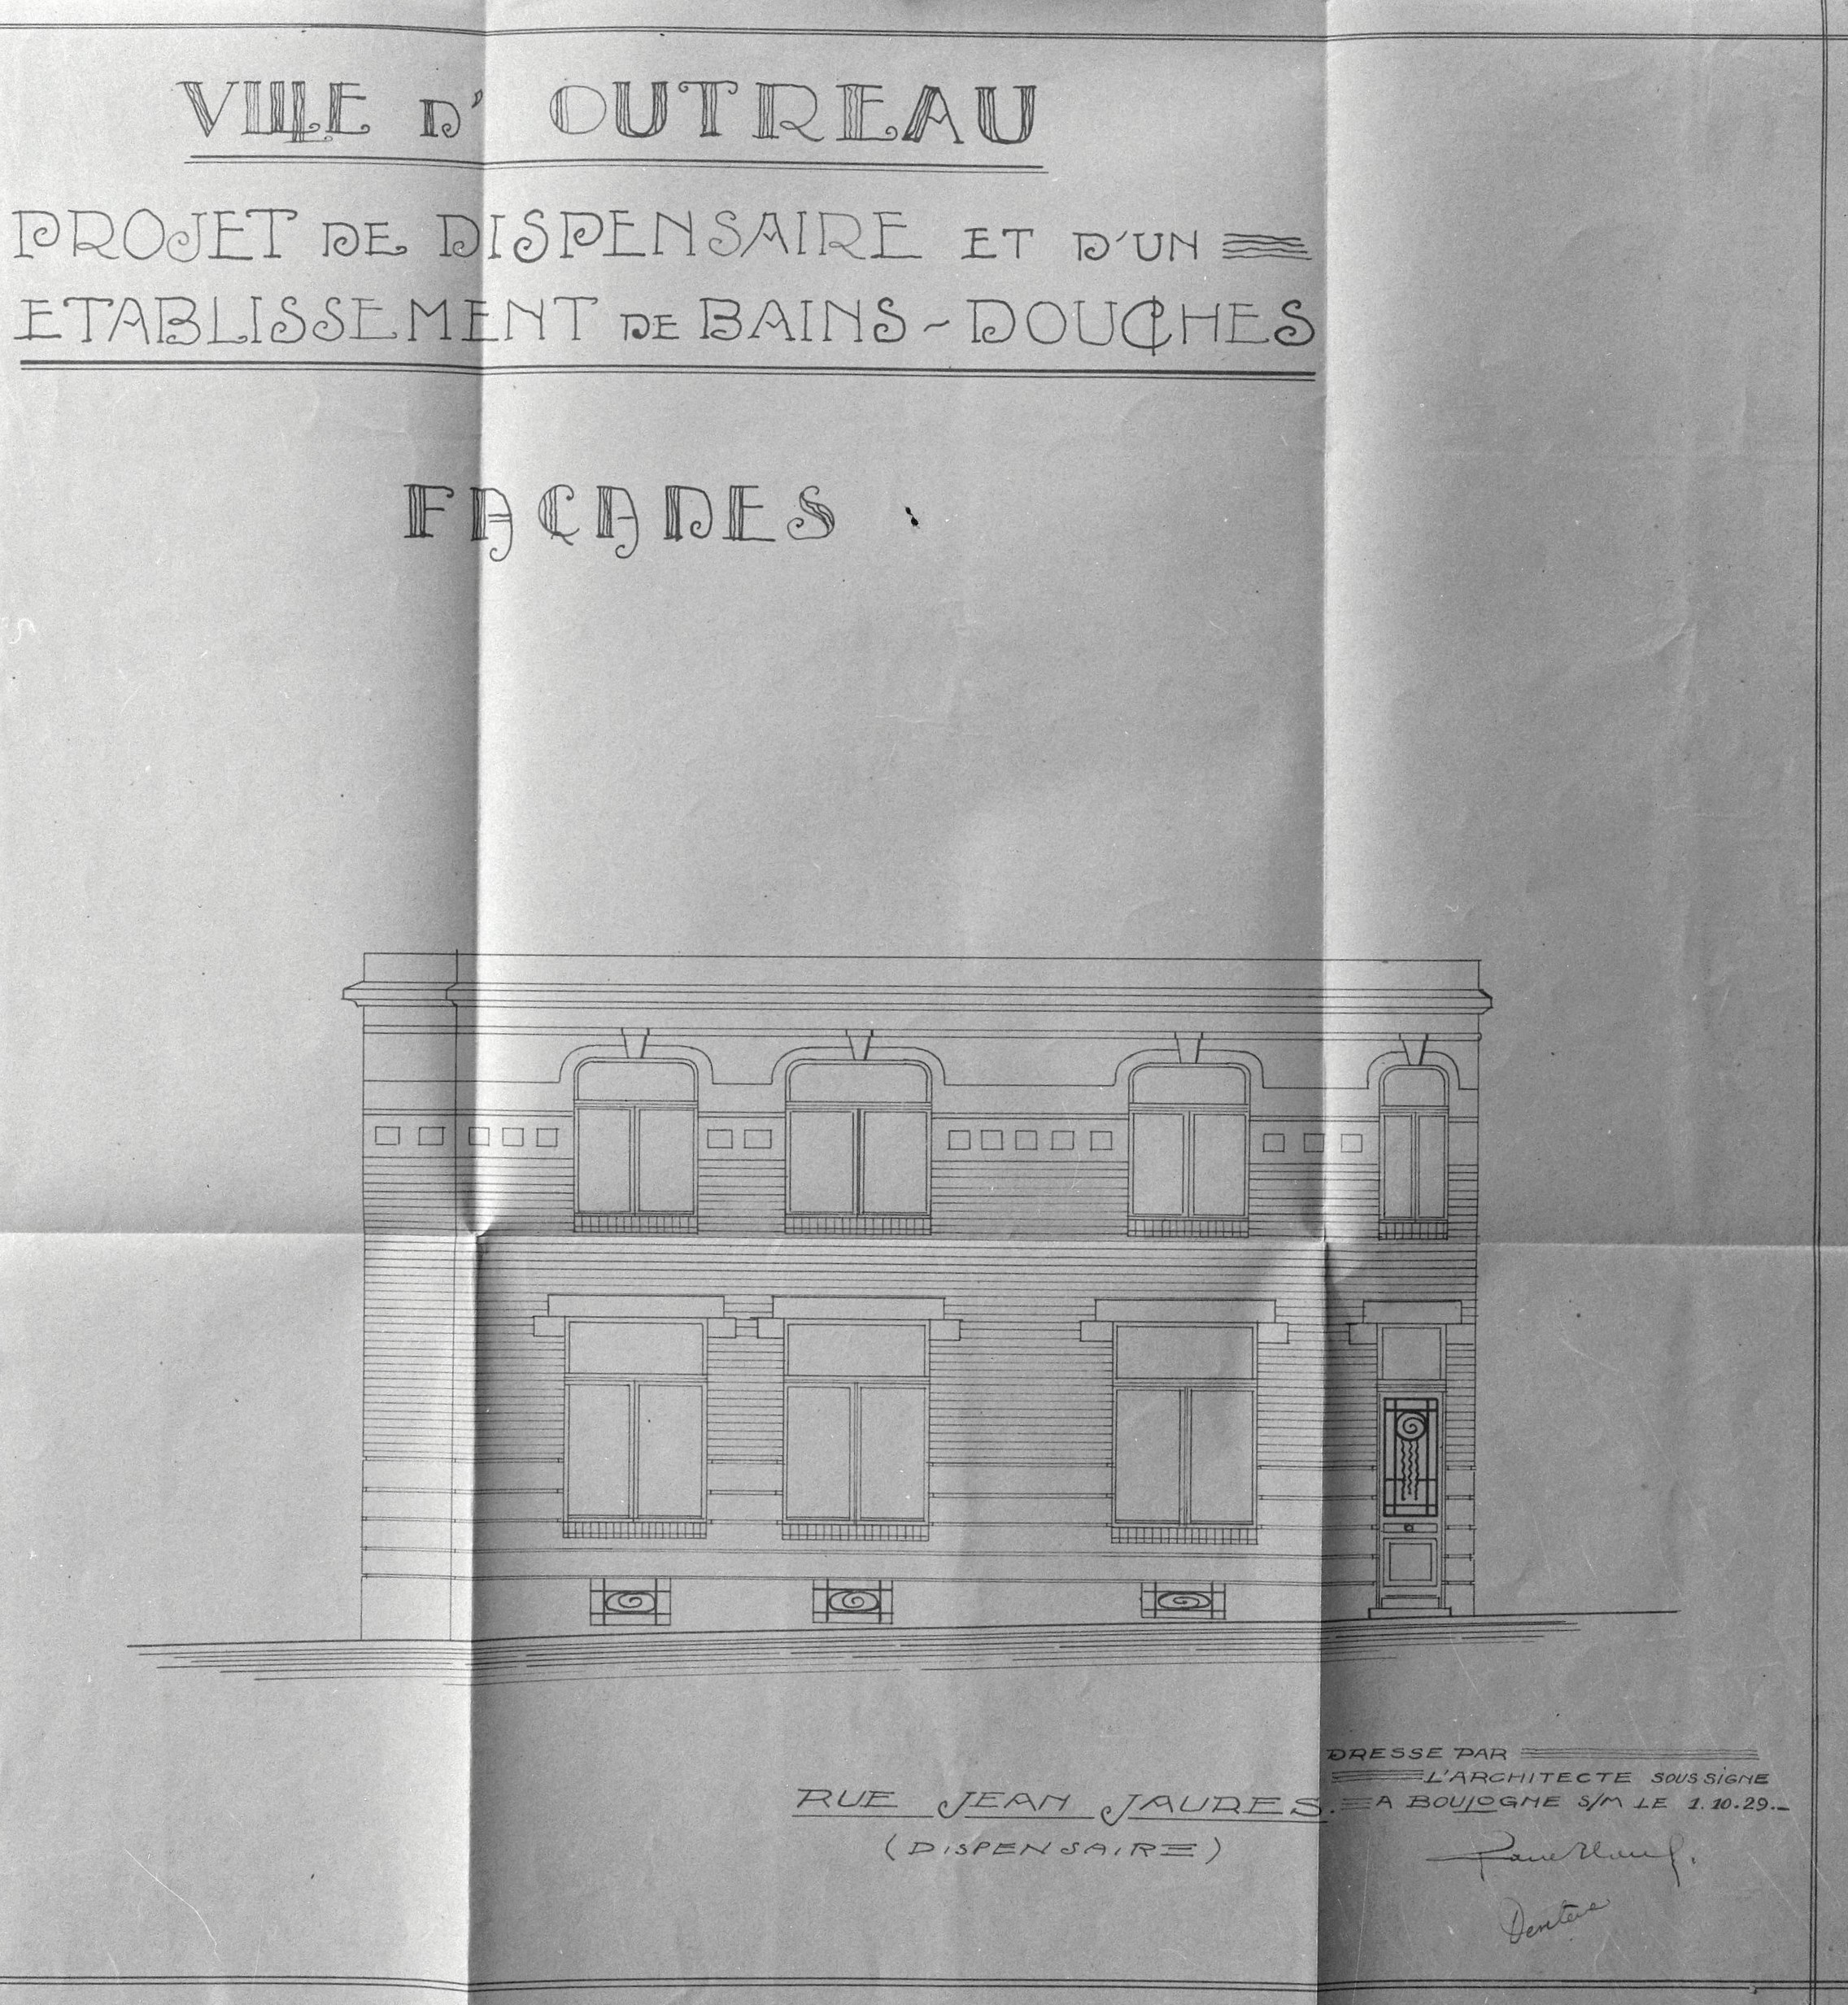 VILLE D' OUTREAU
PROJET DE DISPENSAIRE ET D'UN
ETABLISSEMENT DE BAINS-DOUCHES
FAÇADES
RUE JEAN JAURES.
(DISPENSAIRE)
DRESSE PAR
L'ARCHITECTE SOUSSIGNE
A BOULOGNE S/M LE 1.10.29.